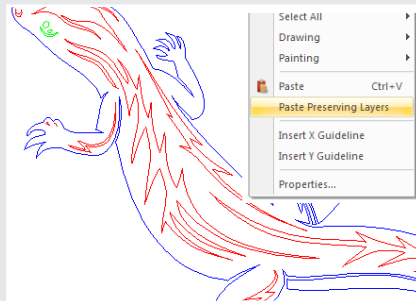 Select All
Drawing
Painting
Paste Ctrl+V
Paste Preserving Layers
Insert X Guideline
Insert Y Guideline
Properties...